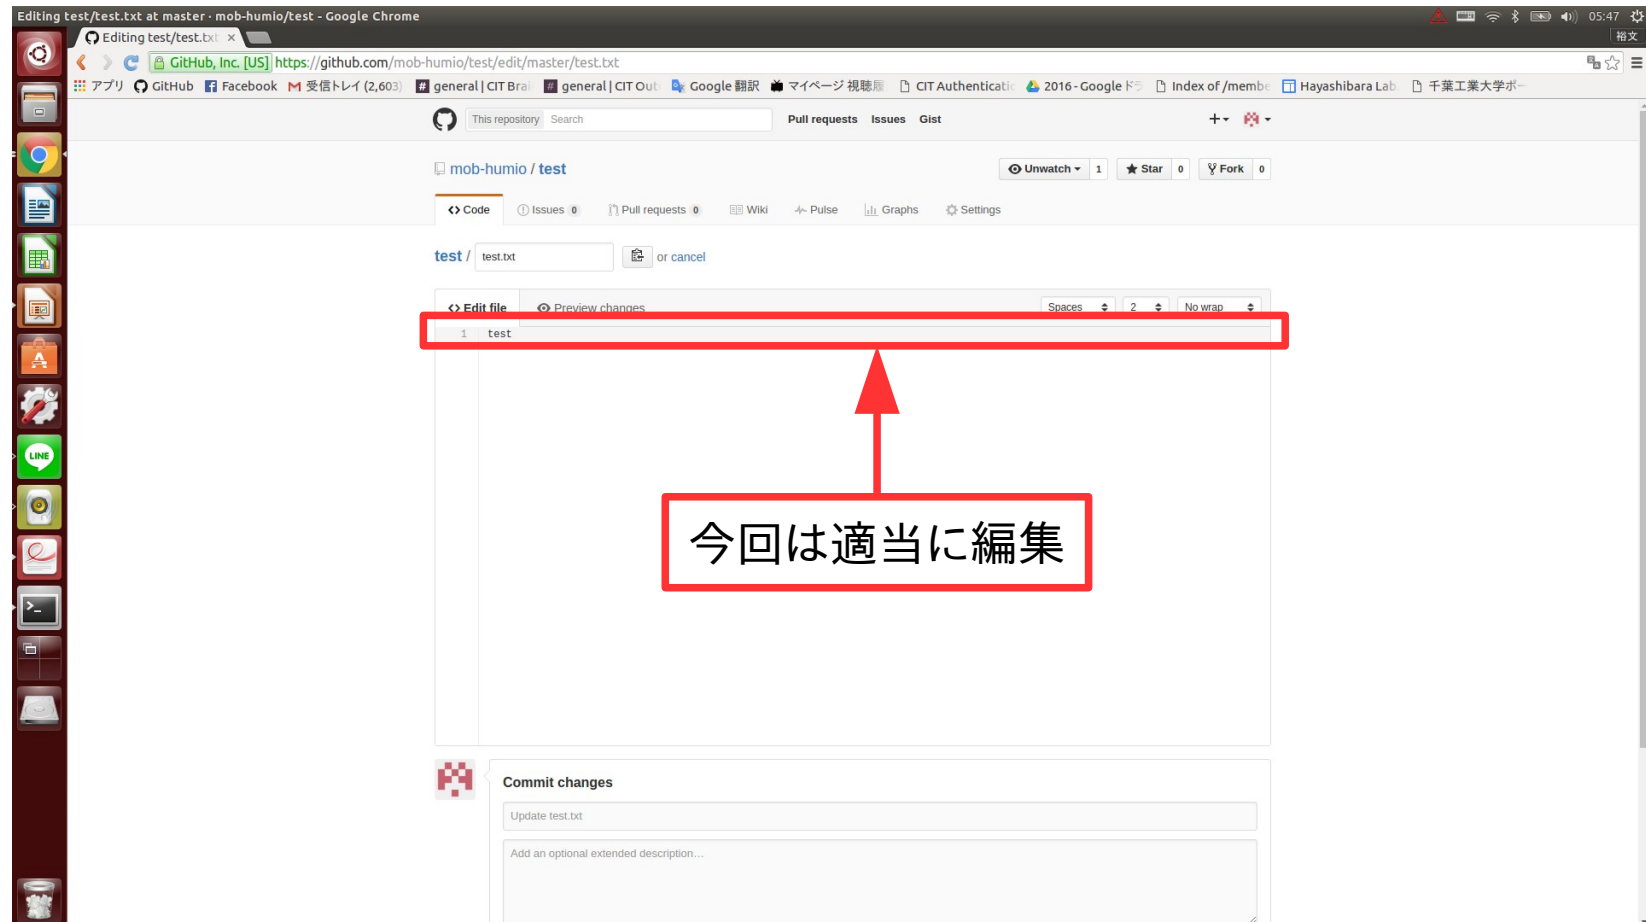 Editing test/test.txt at master · mob-humio/test - Google Chrome
05:47
Editing test/test.txt ×
裕文
GitHub, Inc. [US] https://github.com/mob-humio/test/edit/master/test.txt
アプリ GitHub Facebook 受信トレイ (2,603) general | CIT Brai general | CIT Out Google 翻訳 マイページ 視聴履 CIT Authenticatio 2016 - Google ドラ Index of /membe Hayashibara Lab. 千葉工業大学ポー
This repository Search Pull requests Issues Gist
mob-humio / test Unwatch 1 Star 0 Fork 0
Code Issues 0 Pull requests 0 Wiki Pulse Graphs Settings
test / test.txt or cancel
Edit file Preview changes Spaces 2 No wrap
1 test
LINE
今回は適当に編集
Commit changes
Update test.txt
Add an optional extended description…